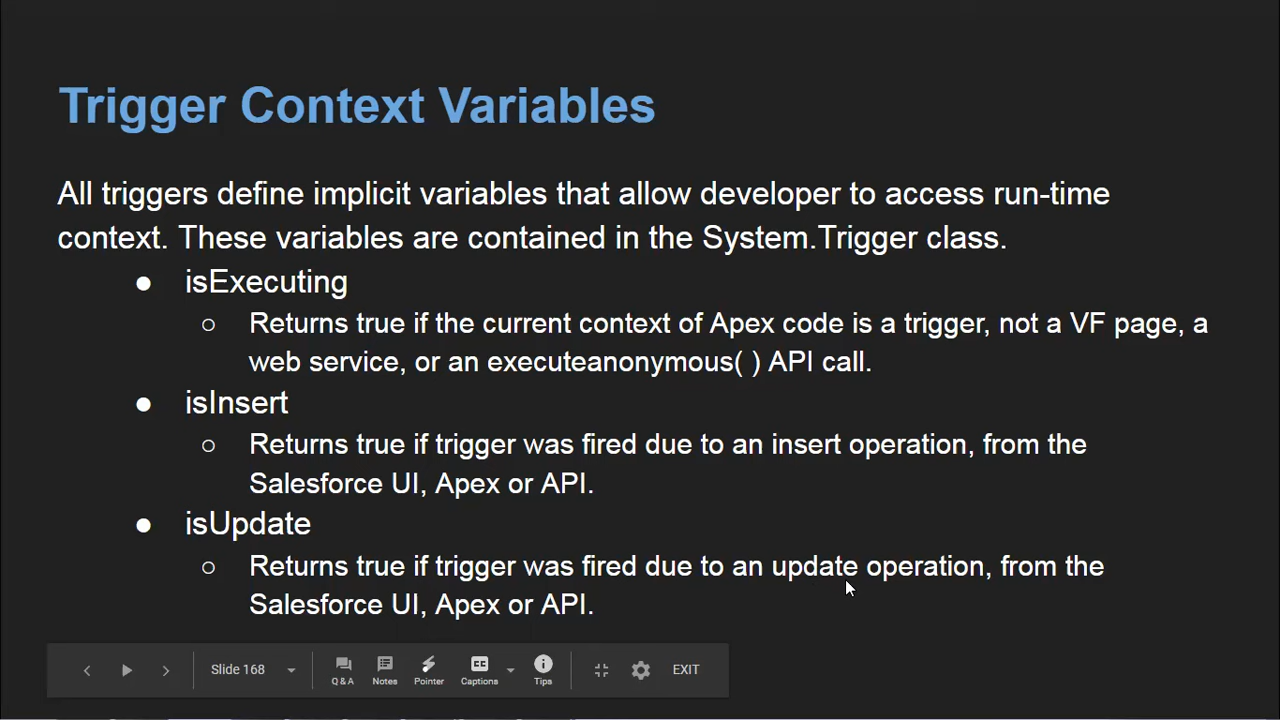 Trigger Context Variables
All triggers define implicit variables that allow developer to access run-time
context. These variables are contained in the System.Trigger class.
● isExecuting
○ Returns true if the current context of Apex code is a trigger, not a VF page, a
web service, or an executeanonymous( ) API call.
● isInsert
○ Returns true if trigger was fired due to an insert operation, from the
Salesforce UI, Apex or API.
● isUpdate
○ Returns true if trigger was fired due to an update operation, from the
Salesforce UI, Apex or API.
Slide 168 Q & A Notes Pointer CC Captions Tips EXIT